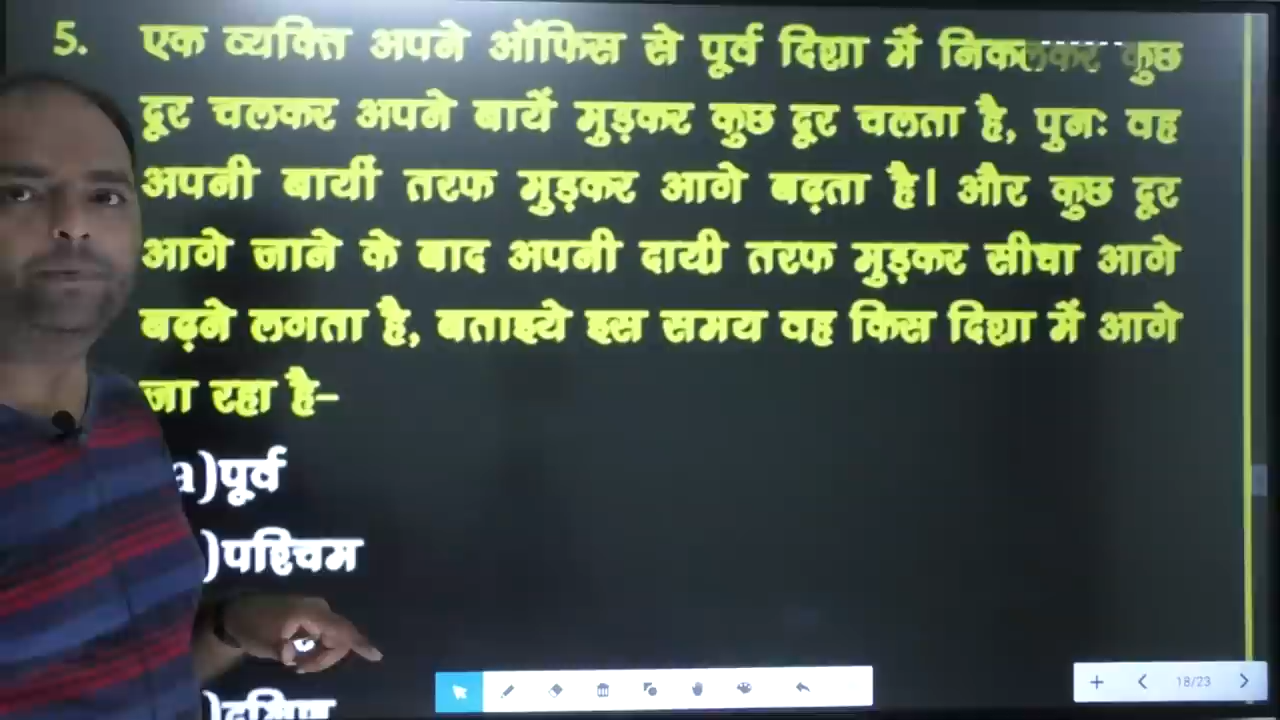 5. एक व्यक्ति अपने ऑफिस से पूर्व दिशा में निकलकर कुछ
दूर चलकर अपने बायें मुड़कर कुछ दूर चलता है, पुनः वह
अपनी बायीं तरफ मुड़कर आगे बढ़ता है। और कुछ दूर
आगे जाने के बाद अपनी दायी तरफ मुड़कर सीधा आगे
बढ़ने लगता है, बताइये इस समय वह किस दिशा में आगे
जा रहा है-
a)पूर्व
)पश्चिम
)दक्षिण
18/23